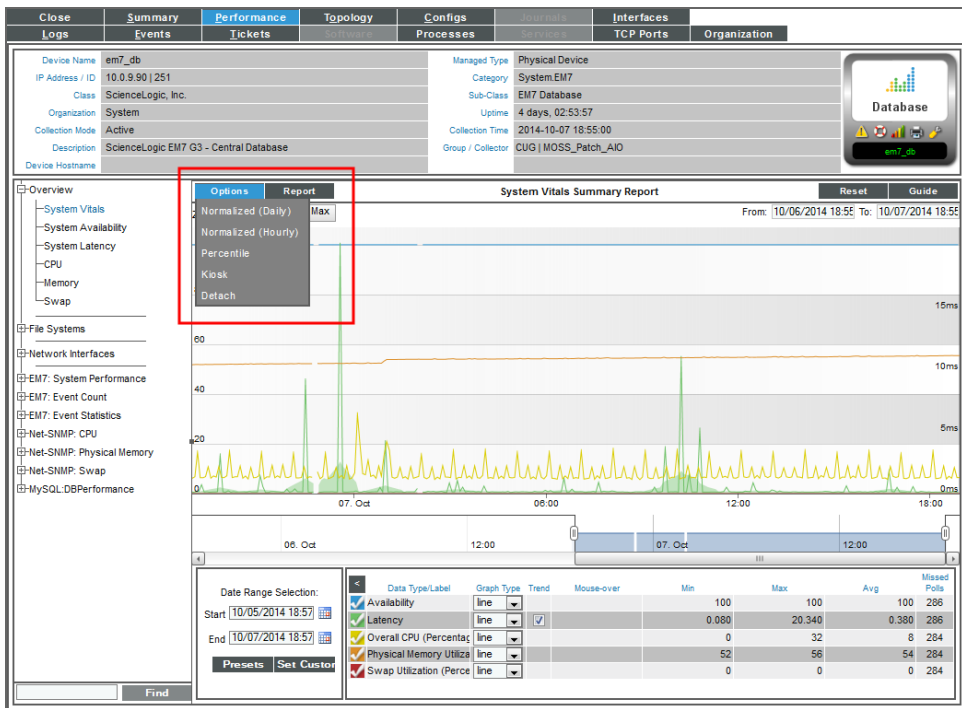 Close Summary Performance Topology Configs Journals Interfaces
Logs Events Tickets Software Processes Services TCP Ports Organization
Device Name em7_db Managed Type Physical Device
IP Address / ID 10.0.9.90 | 251 Category System.EM7
Class ScienceLogic, Inc. Sub-Class EM7 Database
Organization System Uptime 4 days, 02:53:57
Collection Mode Active Collection Time 2014-10-07 18:55:00
Description ScienceLogic EM7 G3 - Central Database Group / Collector CUG | MOSS_Patch_AIO
Device Hostname
Database
em7_db
Overview
System Vitals
System Availability
System Latency
CPU
Memory
Swap
File Systems
Network Interfaces
EM7: System Performance
EM7: Event Count
EM7: Event Statistics
Net-SNMP: CPU
Net-SNMP: Physical Memory
Net-SNMP: Swap
MySQL:DBPerformance
Find
Options Report System Vitals Summary Report Reset Guide
Normalized (Daily)
Normalized (Hourly)
Percentile
Kiosk
Detach
Max From: 10/06/2014 18:55 To: 10/07/2014 18:55
15ms
60
10ms
40
5ms
20
0 0ms
07. Oct 06:00 12:00 18:00
06. Oct 12:00 07. Oct 12:00
Date Range Selection:
Start 10/05/2014 18:57
End 10/07/2014 18:57
Presets Set Custor
< Data Type/Label Graph Type Trend Mouse-over Min Max Avg Missed Polls
Availability line 100 100 100 286
Latency line 0.080 20.340 0.380 286
Overall CPU (Percentag line 0 32 8 284
Physical Memory Utiliza line 52 56 54 284
Swap Utilization (Perce line 0 0 0 284